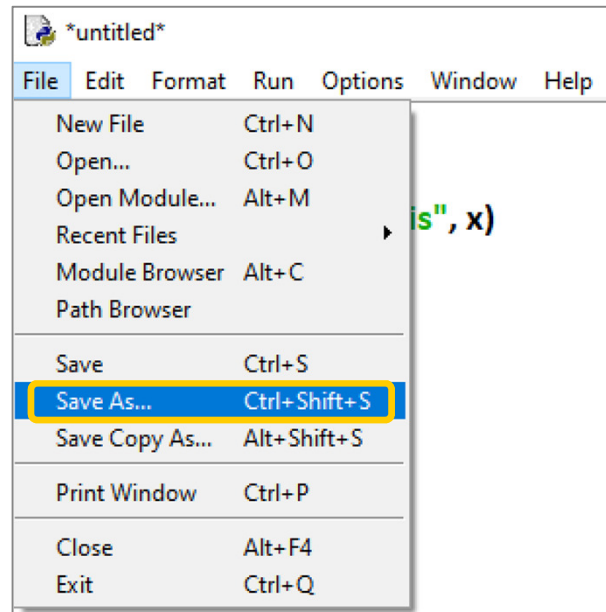 *untitled*
File Edit Format Run Options Window Help
New File Ctrl+N
Open... Ctrl+O
Open Module... Alt+M
is", x)
Recent Files
Module Browser Alt+C
Path Browser
Save Ctrl+S
Save As... Ctrl+Shift+S
Save Copy As... Alt+Shift+S
Print Window Ctrl+P
Close Alt+F4
Exit Ctrl+Q